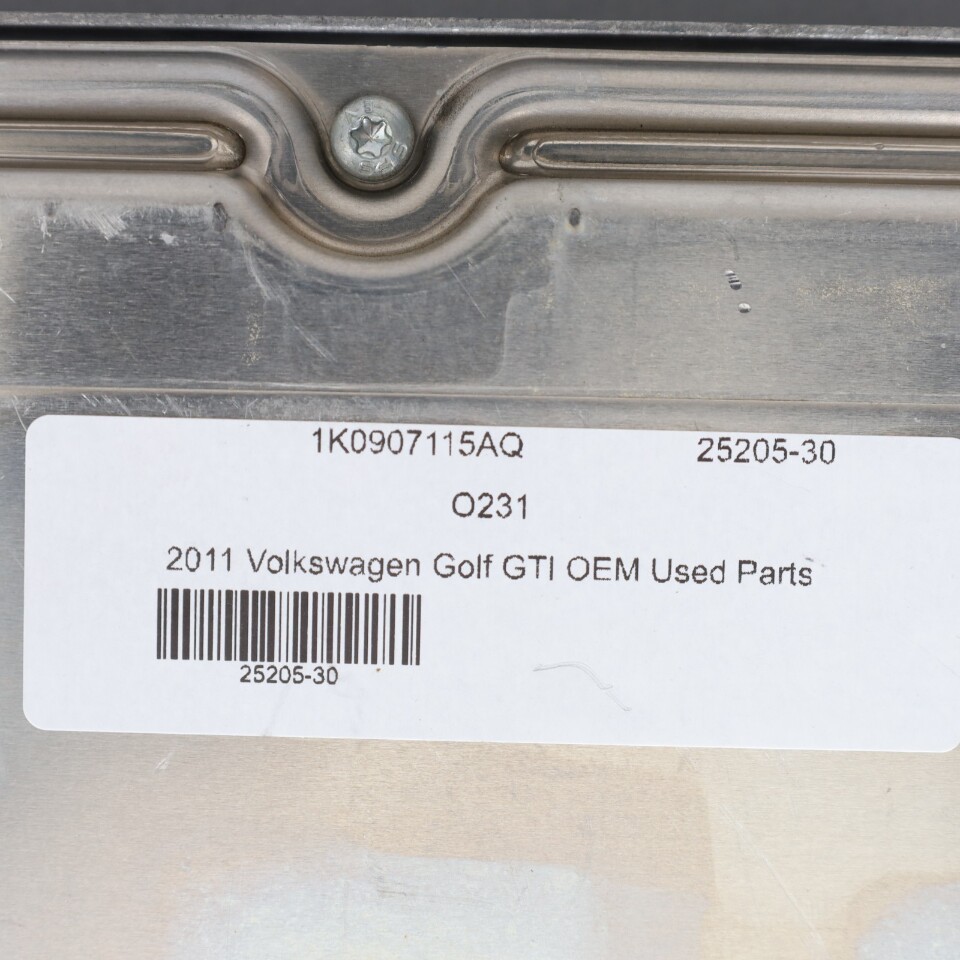 1K0907115AQ 25205-30
O231
2011 Volkswagen Golf GTI OEM Used Parts
25205-30